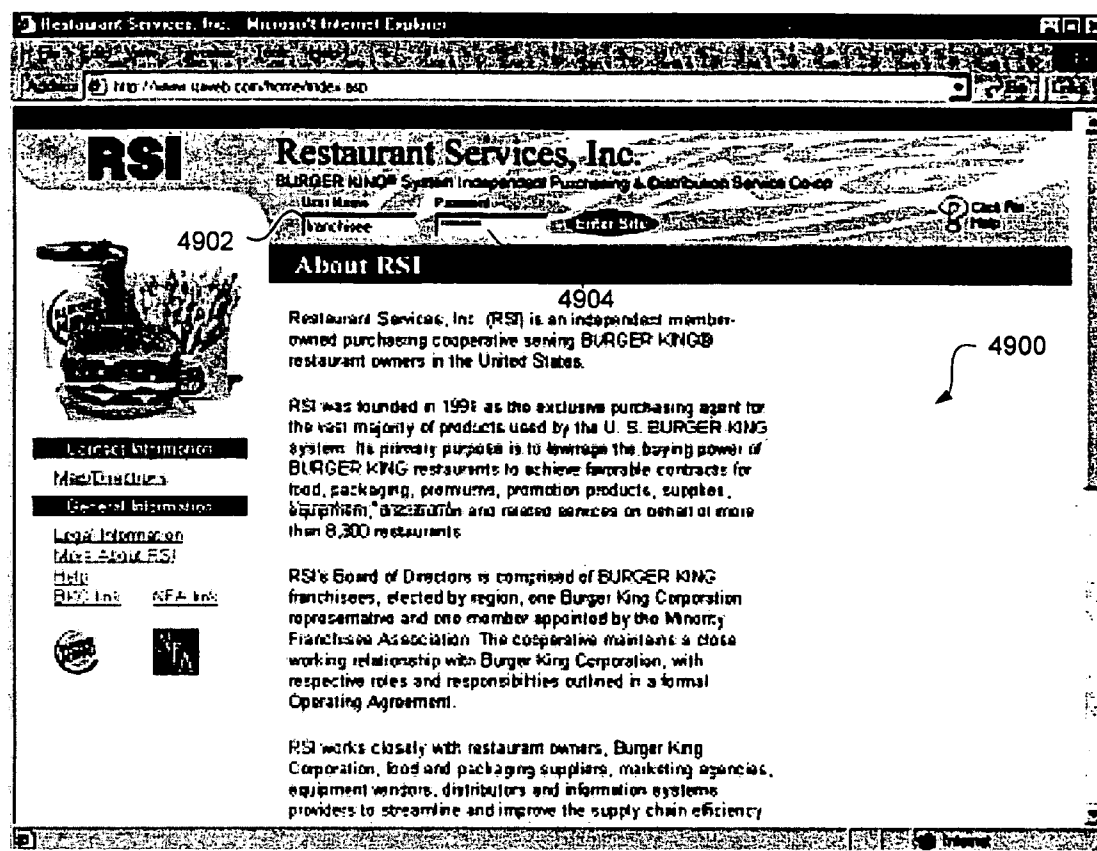 Restaurant Services, Inc. Microsoft Internet Explorer
Address
RSI
Restaurant Services, Inc.
BURGER KING® System Independent Purchasing & Distribution Service Co-op
User Name Password
franchisee
Enter Site
Click For
Help
4902
About RSI
4904
4900
Restaurant Services, Inc. (RSI) is an independent member-
owned purchasing cooperative serving BURGER KING®
restaurant owners in the United States.
RSI was founded in 1991 as the exclusive purchasing agent for
the vast majority of products used by the U. S. BURGER KING
system. Its primary purpose is to leverage the buying power of
BURGER KING restaurants to achieve favorable contracts for
food, packaging, premiums, promotion products, supplies,
equipment, distribution and related services on behalf of more
than 8,300 restaurants
RSI's Board of Directors is comprised of BURGER KING
franchisees, elected by region, one Burger King Corporation
representative and one member appointed by the Minority
Franchisee Association. The cooperative maintains a close
working relationship with Burger King Corporation, with
respective roles and responsibilities outlined in a formal
Operating Agreement.
RSI works closely with restaurant owners, Burger King
Corporation, food and packaging suppliers, marketing agencies,
equipment vendors, distributors and information systems
providers to streamline and improve the supply chain efficiency
Contact Information
Map/Directions
General Information
Legal Information
More About RSI
Help
BKC link NFA link
NFA
Internet